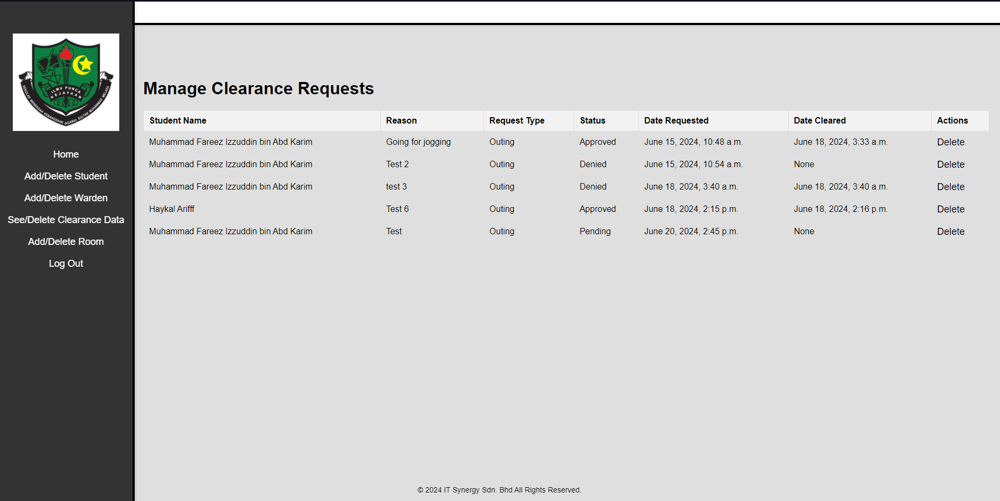 ILMU PUNCA
KEJAYAAN
SEKOLAH MENENGAH KEBANGSAAN (AGAMA) SULTAN MUHAMMAD MELAKA
Home
Add/Delete Student
Add/Delete Warden
See/Delete Clearance Data
Add/Delete Room
Log Out
Manage Clearance Requests
Student Name Reason Request Type Status Date Requested Date Cleared Actions
Muhammad Fareez Izzuddin bin Abd Karim Going for jogging Outing Approved June 15, 2024, 10:48 a.m. June 18, 2024, 3:33 a.m. Delete
Muhammad Fareez Izzuddin bin Abd Karim Test 2 Outing Denied June 15, 2024, 10:54 a.m. None Delete
Muhammad Fareez Izzuddin bin Abd Karim test 3 Outing Denied June 18, 2024, 3:40 a.m. June 18, 2024, 3:40 a.m. Delete
Haykal Arifff Test 6 Outing Approved June 18, 2024, 2:15 p.m. June 18, 2024, 2:16 p.m. Delete
Muhammad Fareez Izzuddin bin Abd Karim Test Outing Pending June 20, 2024, 2:45 p.m. None Delete
© 2024 IT Synergy Sdn. Bhd All Rights Reserved.